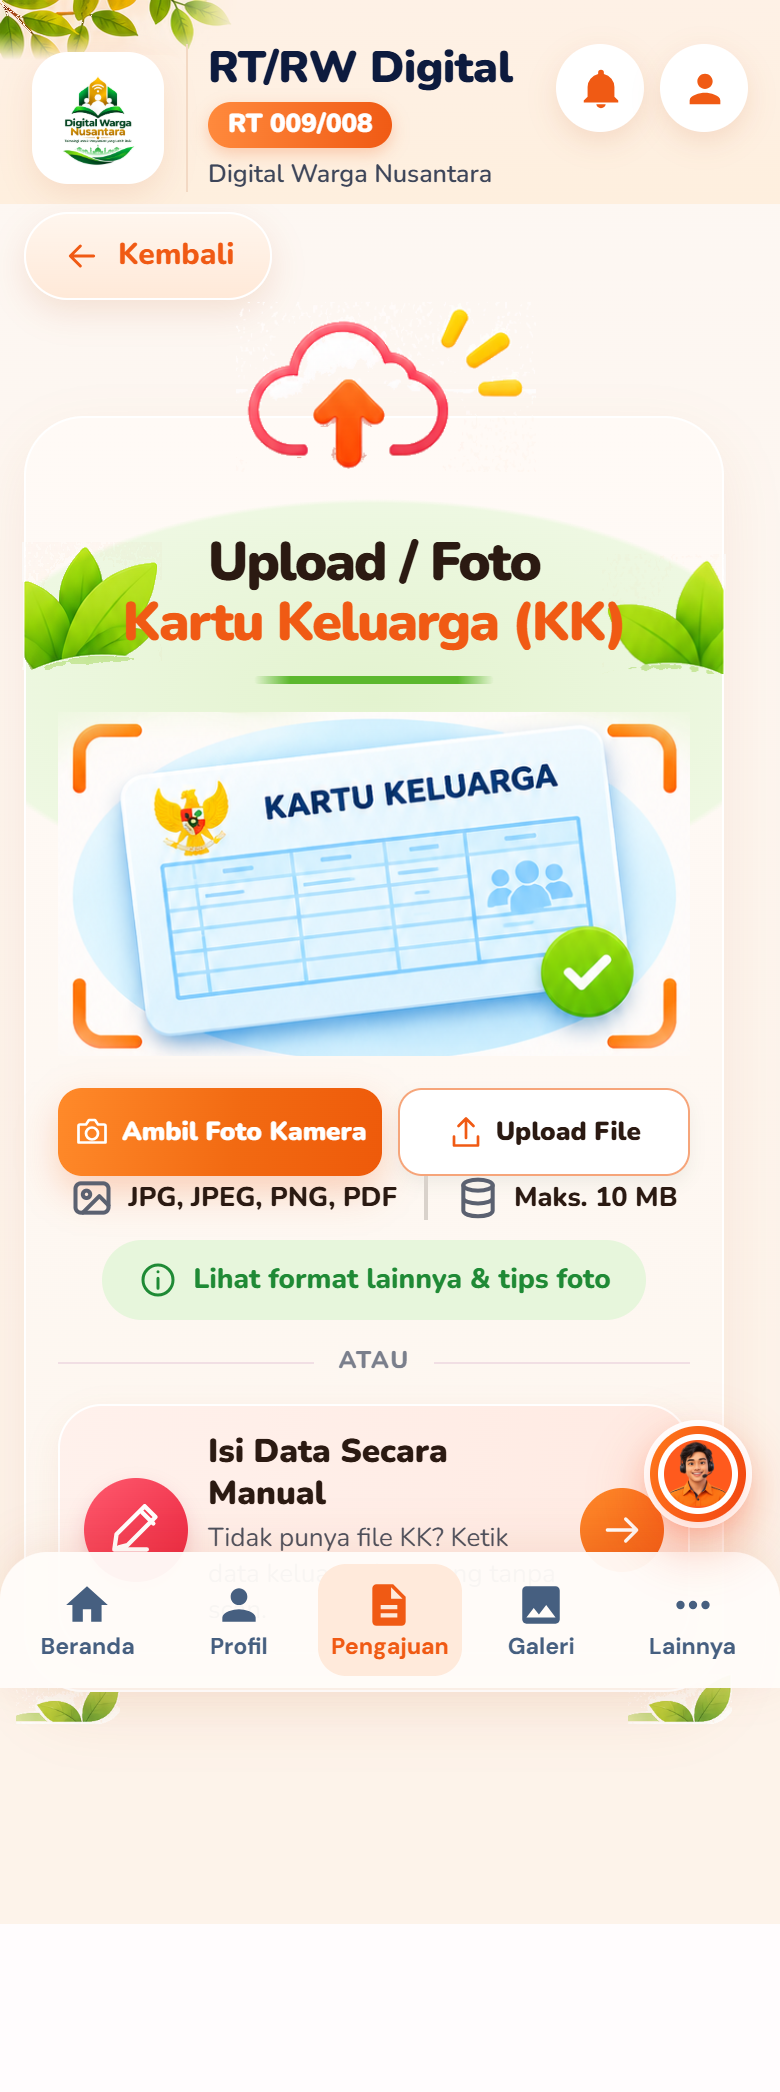 RT/RW Digital
RT 009/008
Digital Warga Nusantara
Digital Warga
Nusantara
Kembali
Upload / Foto
Kartu Keluarga (KK)
KARTU KELUARGA
Ambil Foto Kamera
Upload File
JPG, JPEG, PNG, PDF
Maks. 10 MB
Lihat format lainnya & tips foto
ATAU
Isi Data Secara
Manual
Tidak punya file KK? Ketik
Beranda
Profil
Pengajuan
Galeri
Lainnya